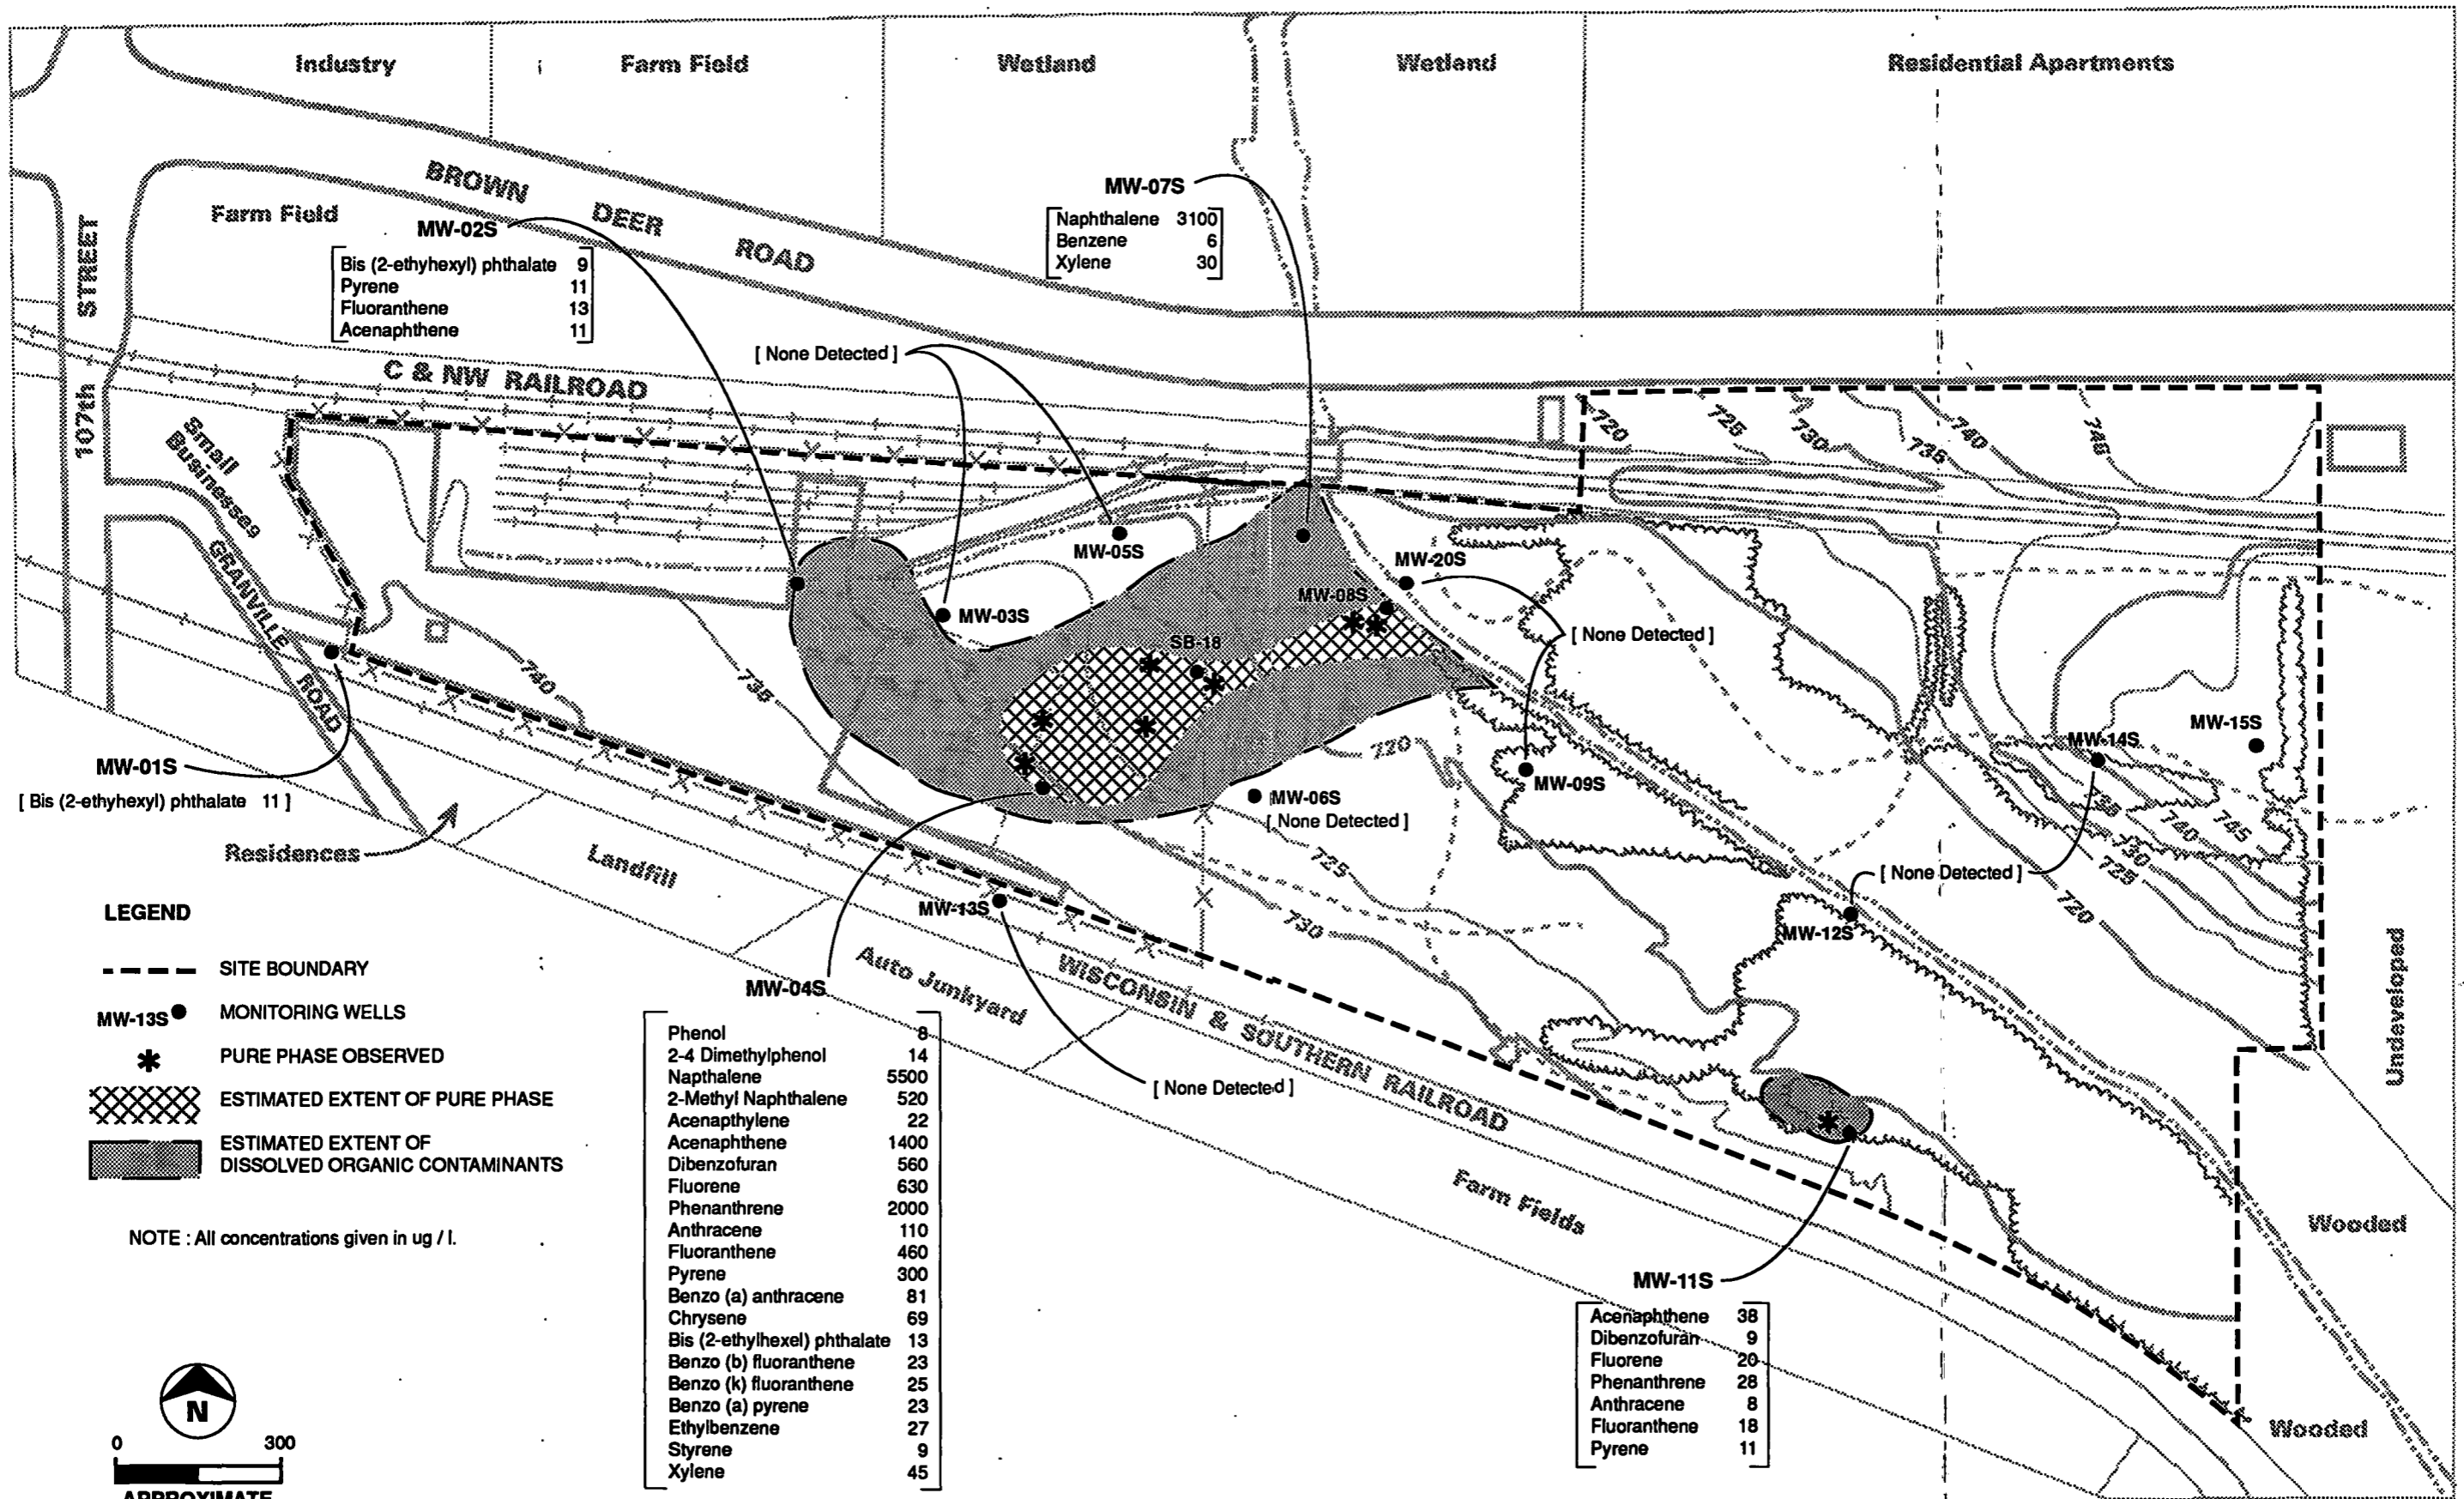 Industry
Farm Field
Wetland
Wetland
Residential Apartments
BROWN DEER ROAD
Farm Field
107th STREET
MW-02S
Bis (2-ethyhexyl) phthalate 9
Pyrene 11
Fluoranthene 13
Acenaphthene 11
MW-07S
Naphthalene 3100
Benzene 6
Xylene 30
[ None Detected ]
C & NW RAILROAD
Small Businesses
GRANVILLE ROAD
720
725
730
735
740
745
MW-05S
MW-03S
MW-20S
MW-08S
SB-18
[ None Detected ]
740
735
720
MW-09S
MW-06S
[ None Detected ]
MW-14S
MW-15S
735
740
745
730
725
720
[ None Detected ]
MW-12S
725
730
MW-01S
[ Bis (2-ethyhexyl) phthalate 11 ]
Residences
Landfill
MW-13S
Auto Junkyard
WISCONSIN & SOUTHERN RAILROAD
[ None Detected ]
Farm Fields
Undeveloped
Wooded
Wooded
LEGEND
SITE BOUNDARY
MW-13S MONITORING WELLS
PURE PHASE OBSERVED
ESTIMATED EXTENT OF PURE PHASE
ESTIMATED EXTENT OF
DISSOLVED ORGANIC CONTAMINANTS
NOTE : All concentrations given in ug / l.
MW-04S
Phenol 8
2-4 Dimethylphenol 14
Napthalene 5500
2-Methyl Naphthalene 520
Acenapthylene 22
Acenaphthene 1400
Dibenzofuran 560
Fluorene 630
Phenanthrene 2000
Anthracene 110
Fluoranthene 460
Pyrene 300
Benzo (a) anthracene 81
Chrysene 69
Bis (2-ethylhexel) phthalate 13
Benzo (b) fluoranthene 23
Benzo (k) fluoranthene 25
Benzo (a) pyrene 23
Ethylbenzene 27
Styrene 9
Xylene 45
MW-11S
Acenaphthene 38
Dibenzofuran 9
Fluorene 20
Phenanthrene 28
Anthracene 8
Fluoranthene 18
Pyrene 11
N
0 300
APPROXIMATE